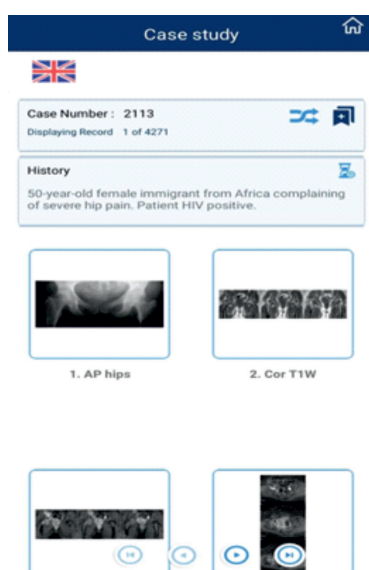 Case study
Case Number : 2113
Displaying Record 1 of 4271
History
50-year-old female immigrant from Africa complaining
of severe hip pain. Patient HIV positive.
1. AP hips
2. Cor T1W